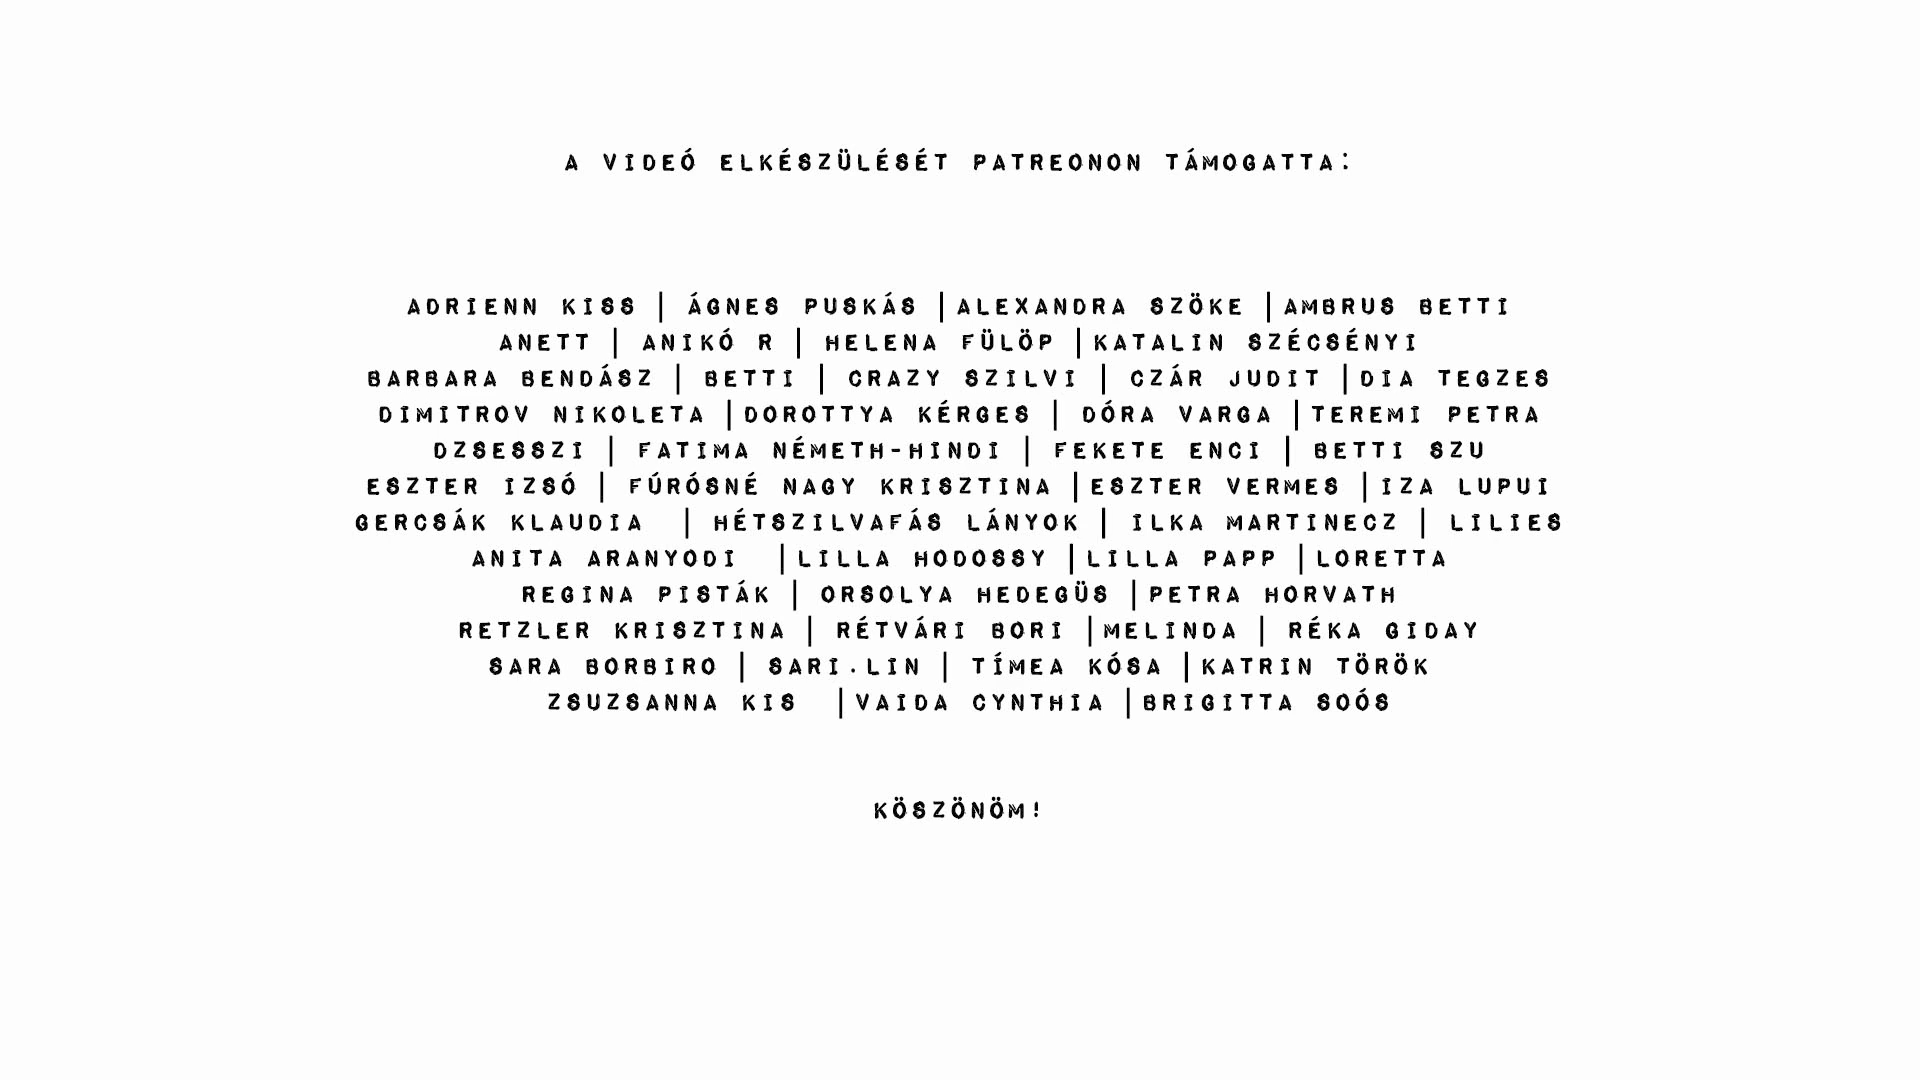 A VIDEÓ ELKÉSZÜLÉSÉT PATREONON TÁMOGATTA:
ADRIENN KISS | ÁGNES PUSKÁS |ALEXANDRA SZÖKE |AMBRUS BETTI
ANETT | ANIKÓ R | HELENA FÜLÖP |KATALIN SZÉCSÉNYI
BARBARA BENDÁSZ | BETTI | CRAZY SZILVI | CZÁR JUDIT |DIA TEGZES
DIMITROV NIKOLETA |DOROTTYA KÉRGES | DÓRA VARGA |TEREMI PETRA
DZSESSZI | FATIMA NÉMETH-HINDI | FEKETE ENCI | BETTI SZU
ESZTER IZSÓ | FÚRÓSNÉ NAGY KRISZTINA |ESZTER VERMES |IZA LUPUI
GERCSÁK KLAUDIA | HÉTSZILVAFÁS LÁNYOK | ILKA MARTINECZ | LILIES
ANITA ARANYODI |LILLA HODOSSY |LILLA PAPP |LORETTA
REGINA PISTÁK | ORSOLYA HEDEGÜS |PETRA HORVATH
RETZLER KRISZTINA | RÉTVÁRI BORI |MELINDA | RÉKA GIDAY
SARA BORBIRO | SARI.LIN | TÍMEA KÓSA |KATRIN TÖRÖK
ZSUZSANNA KIS |VAIDA CYNTHIA |BRIGITTA SOÓS
KÖSZÖNÖM!